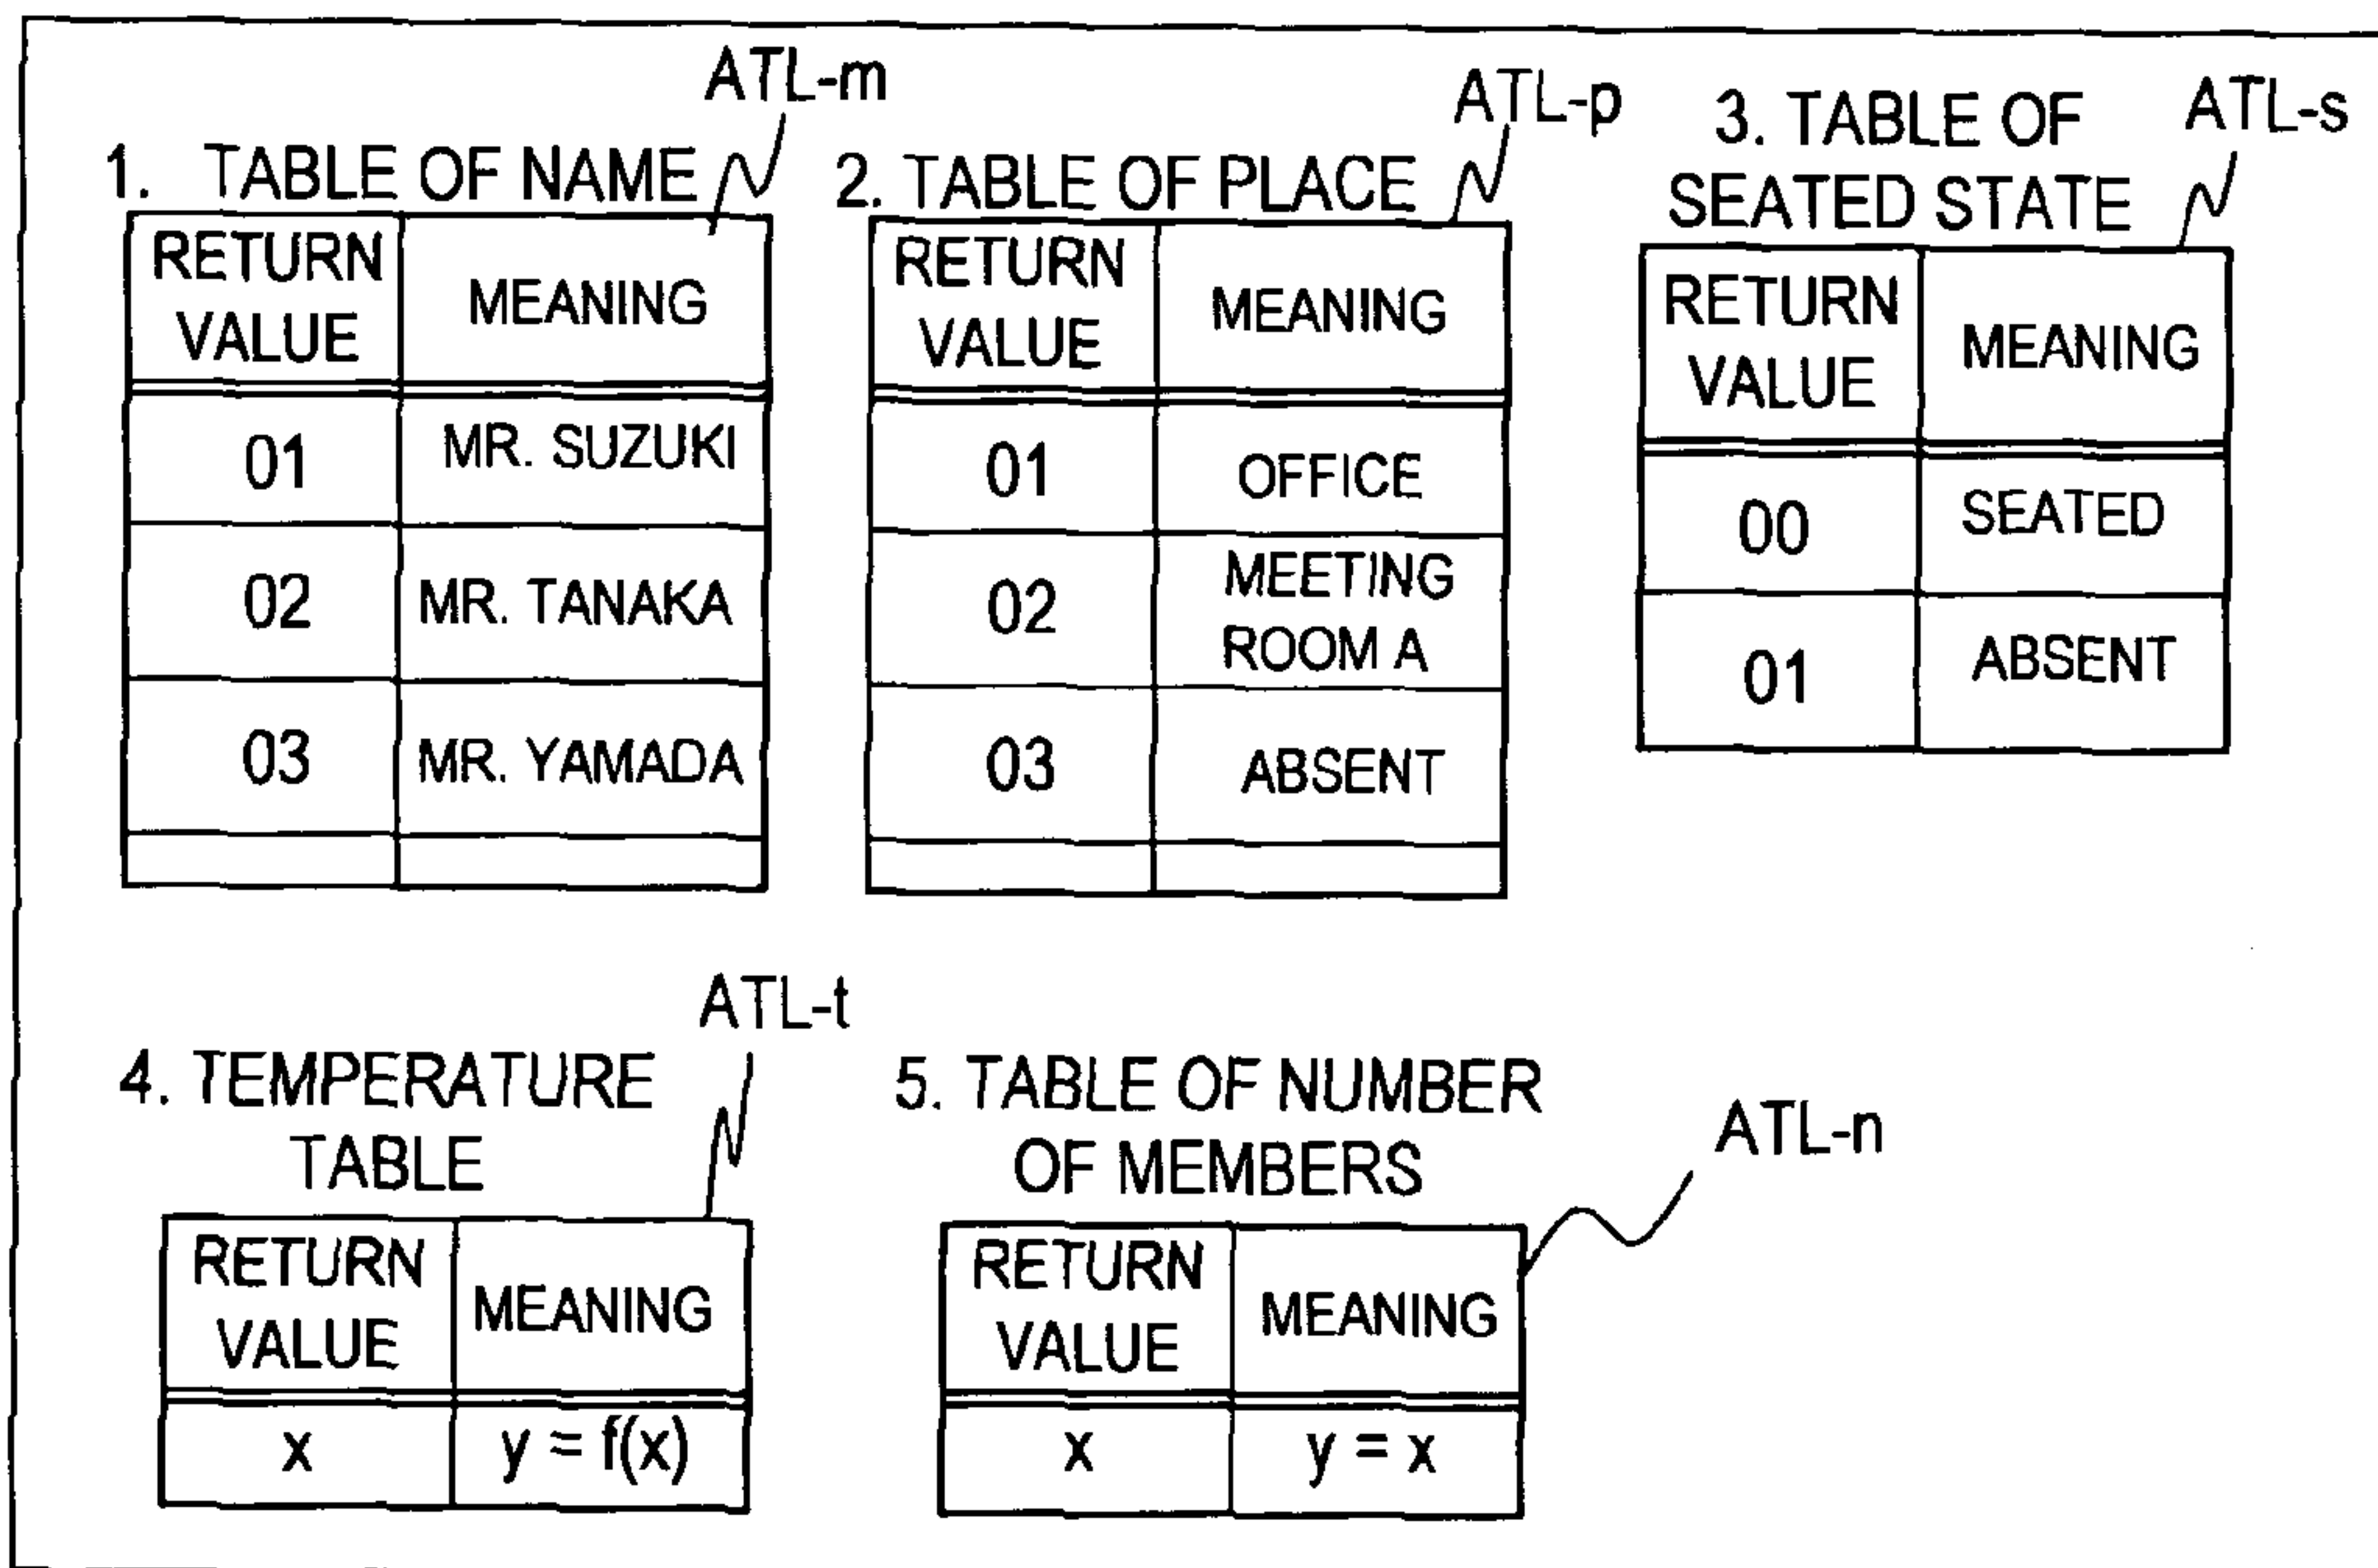 ATL-m
1. TABLE OF NAME
RETURN VALUE MEANING
01 MR. SUZUKI
02 MR. TANAKA
03 MR. YAMADA
ATL-p
2. TABLE OF PLACE
RETURN VALUE MEANING
01 OFFICE
02 MEETING ROOM A
03 ABSENT
ATL-s
3. TABLE OF
SEATED STATE
RETURN VALUE MEANING
00 SEATED
01 ABSENT
ATL-t
4. TEMPERATURE
TABLE
RETURN VALUE MEANING
x y = f(x)
ATL-n
5. TABLE OF NUMBER
OF MEMBERS
RETURN VALUE MEANING
x y = x